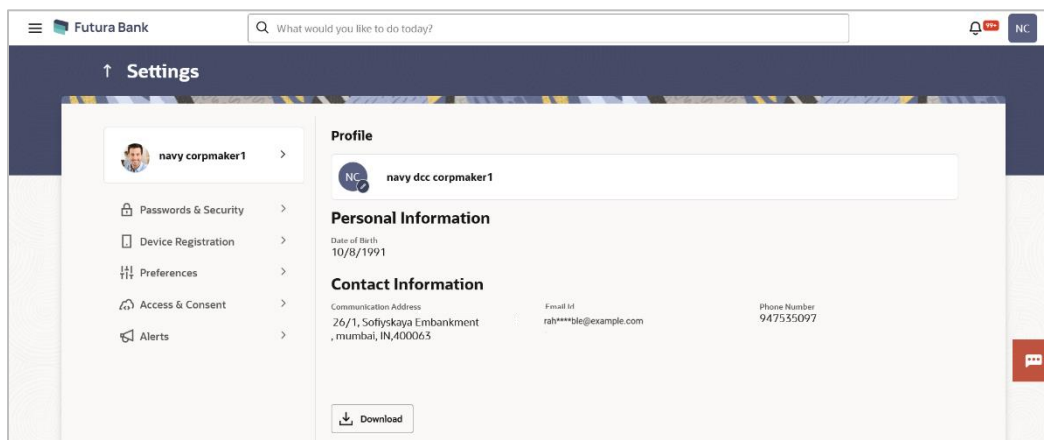 Futura Bank
What would you like to do today?
99+
NC
↑ Settings
navy corpmaker1
Passwords & Security
Device Registration
Preferences
Access & Consent
Alerts
Profile
NC
navy dcc corpmaker1
Personal Information
Date of Birth
10/8/1991
Contact Information
Communication Address
26/1, Sofiyskaya Embankment
, mumbai, IN,400063
Email Id
rah****ble@example.com
Phone Number
947535097
Download